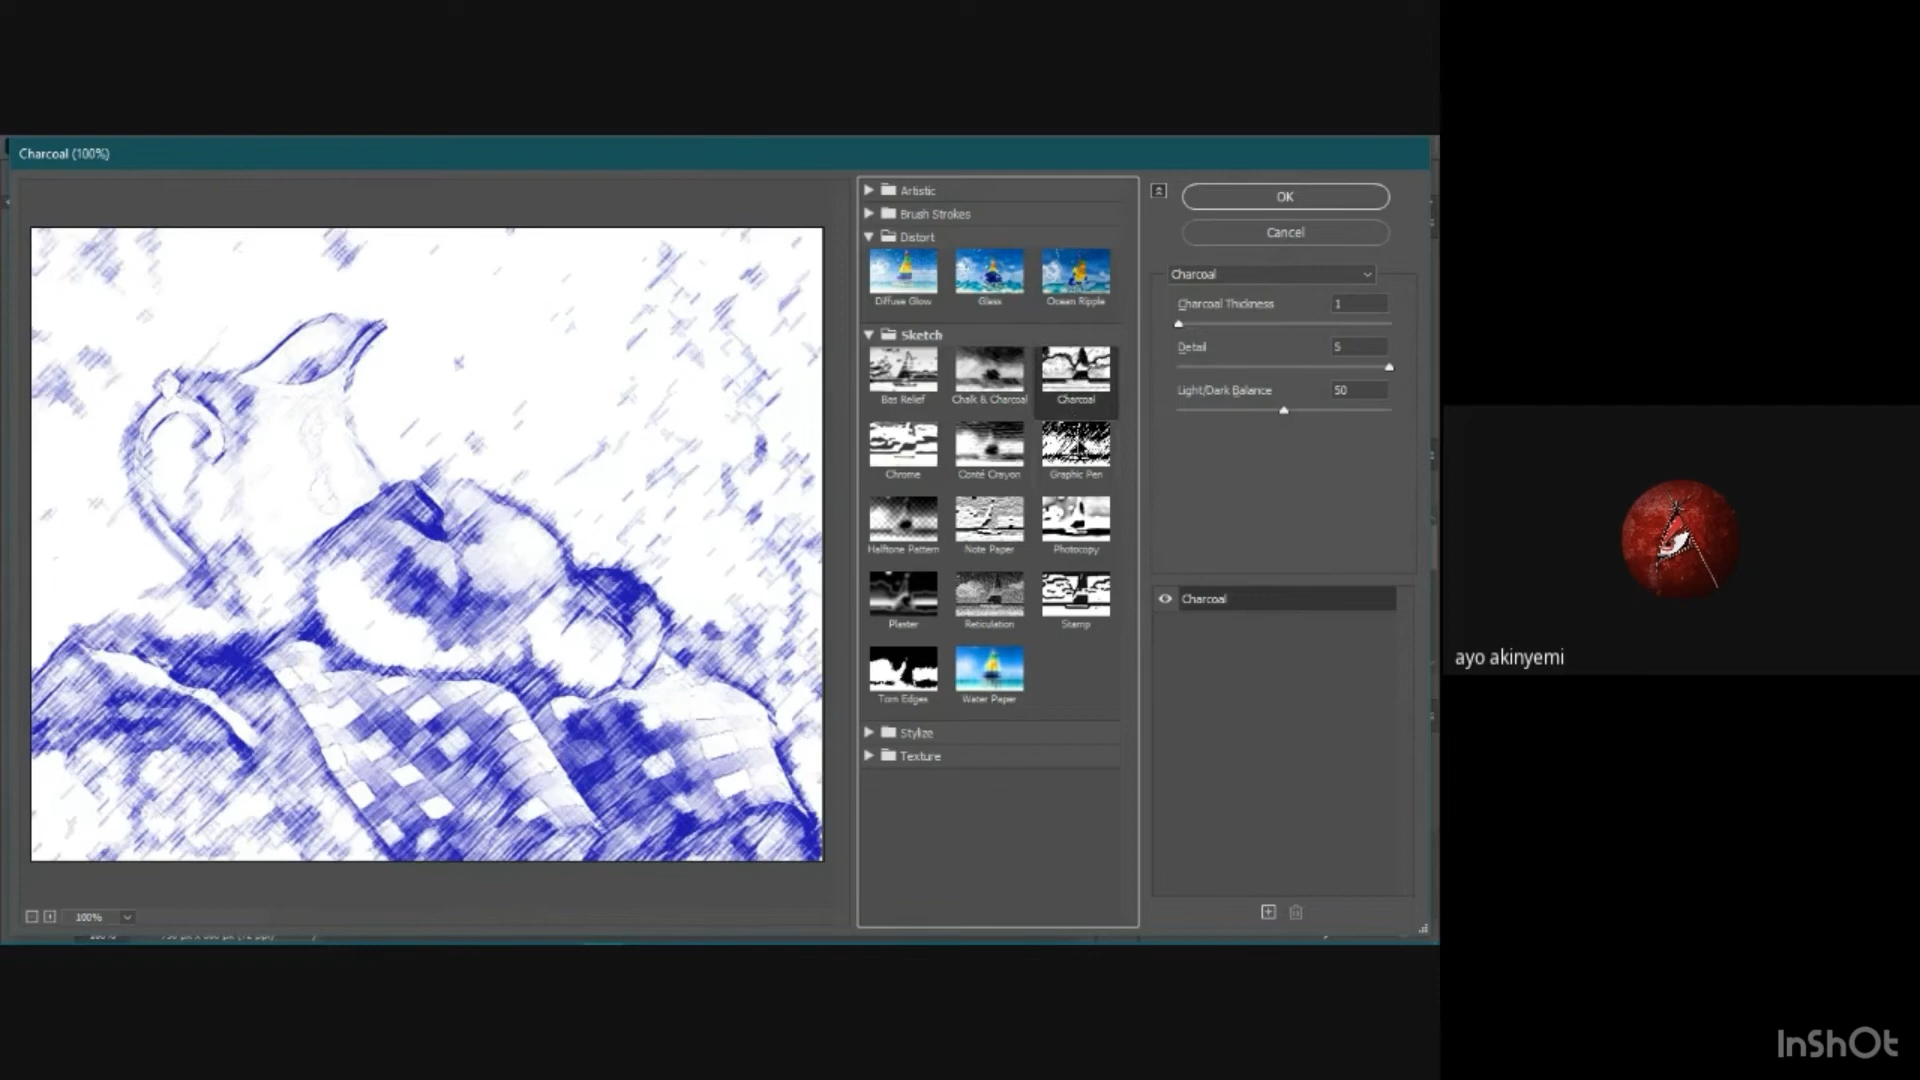 Charcoal (100%)
Artistic
Brush Strokes
Distort
Diffuse Glow
Glass
Ocean Ripple
Sketch
Bas Relief
Chalk & Charcoal
Charcoal
Chrome
Conté Crayon
Graphic Pen
Halftone Pattern
Note Paper
Photocopy
Plaster
Reticulation
Stamp
Torn Edges
Water Paper
Stylize
Texture
OK
Cancel
Charcoal
Charcoal Thickness 1
Detail 5
Light/Dark Balance 50
Charcoal
100%
ayo akinyemi
InShOt